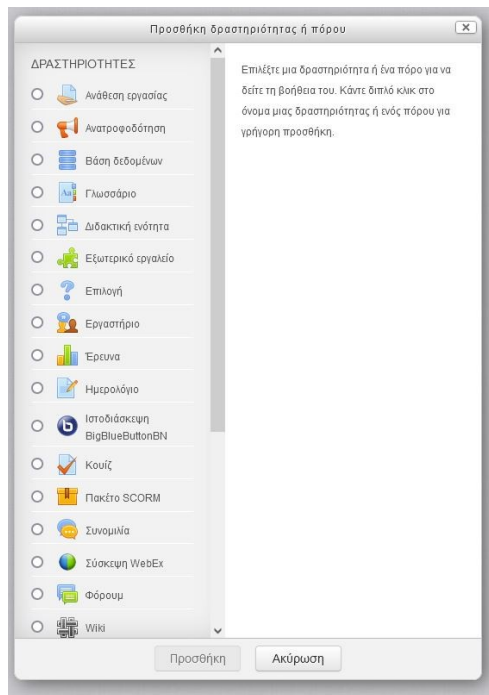 Προσθήκη δραστηριότητας ή πόρου
ΔΡΑΣΤΗΡΙΟΤΗΤΕΣ
Ανάθεση εργασίας
Ανατροφοδότηση
Βάση δεδομένων
Γλωσσάριο
Διδακτική ενότητα
Εξωτερικό εργαλείο
Επιλογή
Εργαστήριο
Έρευνα
Ημερολόγιο
Ιστοδιάσκεψη
BigBlueButtonBN
Κουίζ
Πακέτο SCORM
Συνομιλία
Σύσκεψη WebEx
Φόρουμ
Wiki
Επιλέξτε μια δραστηριότητα ή ένα πόρο για να
δείτε τη βοήθεια του. Κάντε διπλό κλικ στο
όνομα μιας δραστηριότητας ή ενός πόρου για
γρήγορη προσθήκη.
Προσθήκη
Ακύρωση